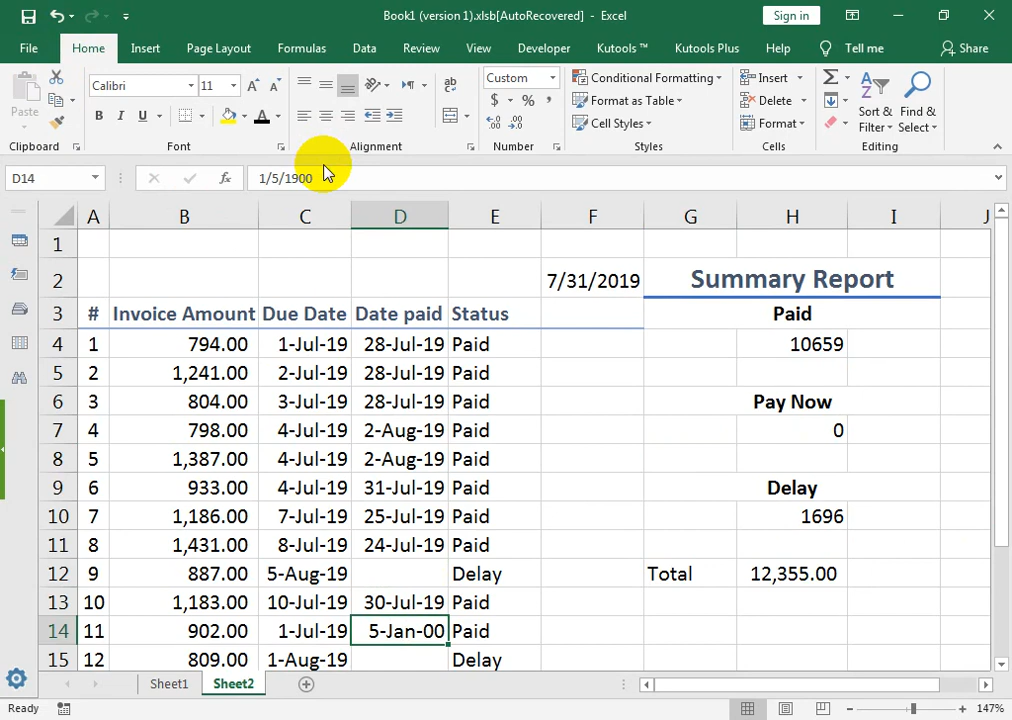 Book1 (version 1).xlsb[AutoRecovered] - Excel
Sign in
File Home Insert Page Layout Formulas Data Review View Developer Kutools ™ Kutools Plus Help Tell me Share
Paste
Calibri 11
Custom
Conditional Formatting
Format as Table
Cell Styles
Insert
Delete
Format
Sort & Filter
Find & Select
Clipboard Font Alignment Number Styles Cells Editing
D14 fx 1/5/1900
A B C D E F G H I J
1
2 7/31/2019 Summary Report
3 # Invoice Amount Due Date Date paid Status Paid
4 1 794.00 1-Jul-19 28-Jul-19 Paid 10659
5 2 1,241.00 2-Jul-19 28-Jul-19 Paid
6 3 804.00 3-Jul-19 28-Jul-19 Paid Pay Now
7 4 798.00 4-Jul-19 2-Aug-19 Paid 0
8 5 1,387.00 4-Jul-19 2-Aug-19 Paid
9 6 933.00 4-Jul-19 31-Jul-19 Paid Delay
10 7 1,186.00 7-Jul-19 25-Jul-19 Paid 1696
11 8 1,431.00 8-Jul-19 24-Jul-19 Paid
12 9 887.00 5-Aug-19 Delay Total 12,355.00
13 10 1,183.00 10-Jul-19 30-Jul-19 Paid
14 11 902.00 1-Jul-19 5-Jan-00 Paid
15 12 809.00 1-Aug-19 Delay
Sheet1 Sheet2
Ready 147%